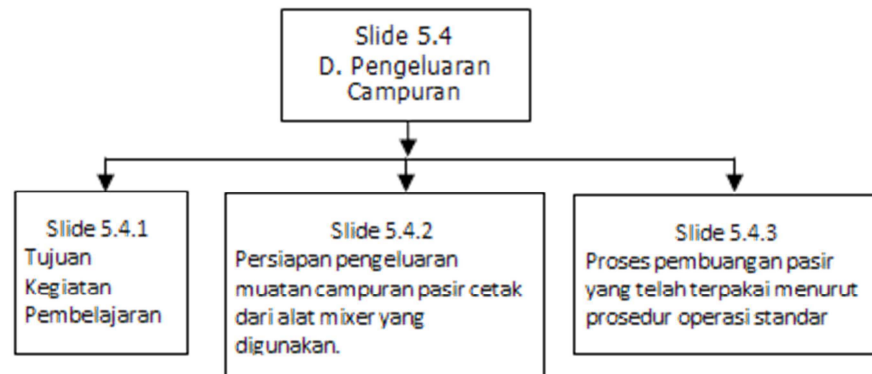 Slide 5.4
D. Pengeluaran
Campuran
Slide 5.4.1
Tujuan
Kegiatan
Pembelajaran
Slide 5.4.2
Persiapan pengeluaran
muatan campuran pasir cetak
dari alat mixer yang
digunakan.
Slide 5.4.3
Proses pembuangan pasir
yang telah terpakai menurut
prosedur operasi standar